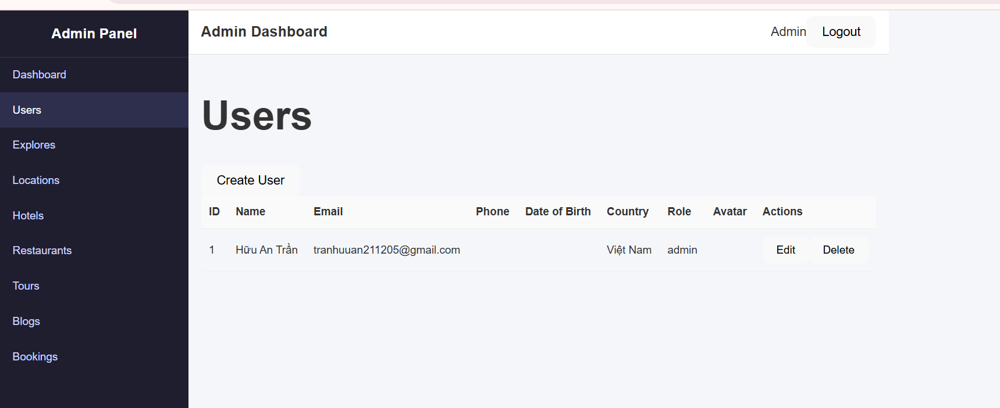 Admin Panel
Dashboard
Users
Explores
Locations
Hotels
Restaurants
Tours
Blogs
Bookings
Admin Dashboard
Admin Logout
Users
Create User
ID Name Email Phone Date of Birth Country Role Avatar Actions
1 Hữu An Trần tranhuuan211205@gmail.com Việt Nam admin Edit Delete